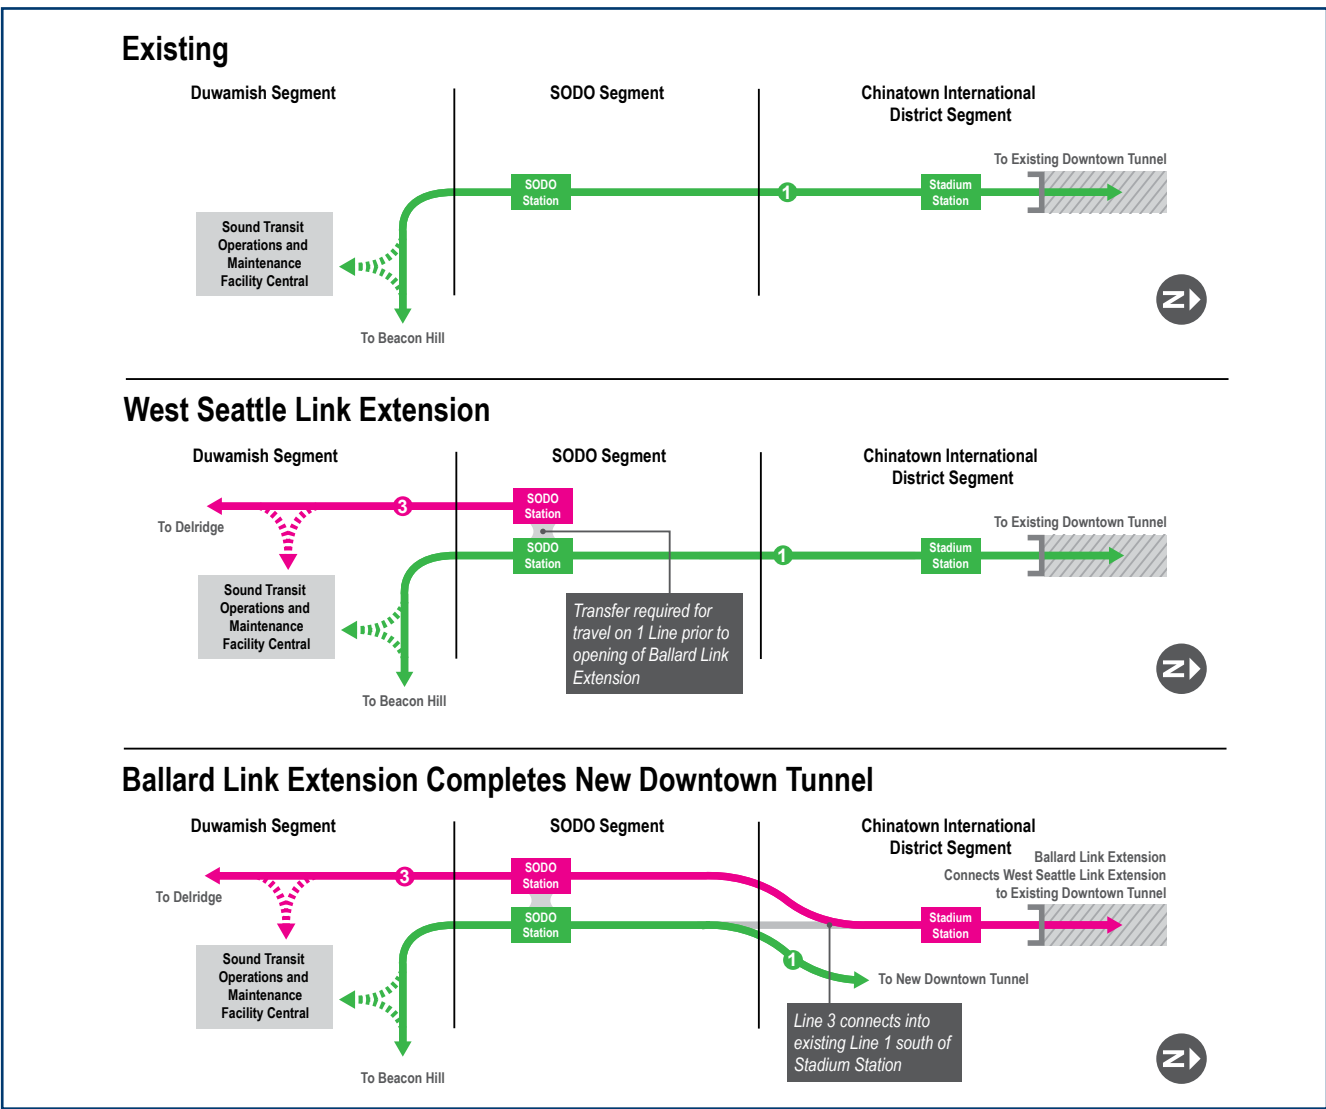 Existing
Duwamish Segment
SODO Segment
Chinatown International
District Segment
To Existing Downtown Tunnel
SODO
Station
1
Stadium
Station
Sound Transit
Operations and
Maintenance
Facility Central
To Beacon Hill
N
West Seattle Link Extension
Duwamish Segment
SODO Segment
Chinatown International
District Segment
3
SODO
Station
To Delridge
To Existing Downtown Tunnel
SODO
Station
1
Stadium
Station
Sound Transit
Operations and
Maintenance
Facility Central
Transfer required for
travel on 1 Line prior to
opening of Ballard Link
Extension
To Beacon Hill
N
Ballard Link Extension Completes New Downtown Tunnel
Duwamish Segment
SODO Segment
Chinatown International
District Segment
Ballard Link Extension
Connects West Seattle Link Extension
to Existing Downtown Tunnel
3
SODO
Station
To Delridge
SODO
Station
Stadium
Station
1
To New Downtown Tunnel
Sound Transit
Operations and
Maintenance
Facility Central
Line 3 connects into
existing Line 1 south of
Stadium Station
To Beacon Hill
N